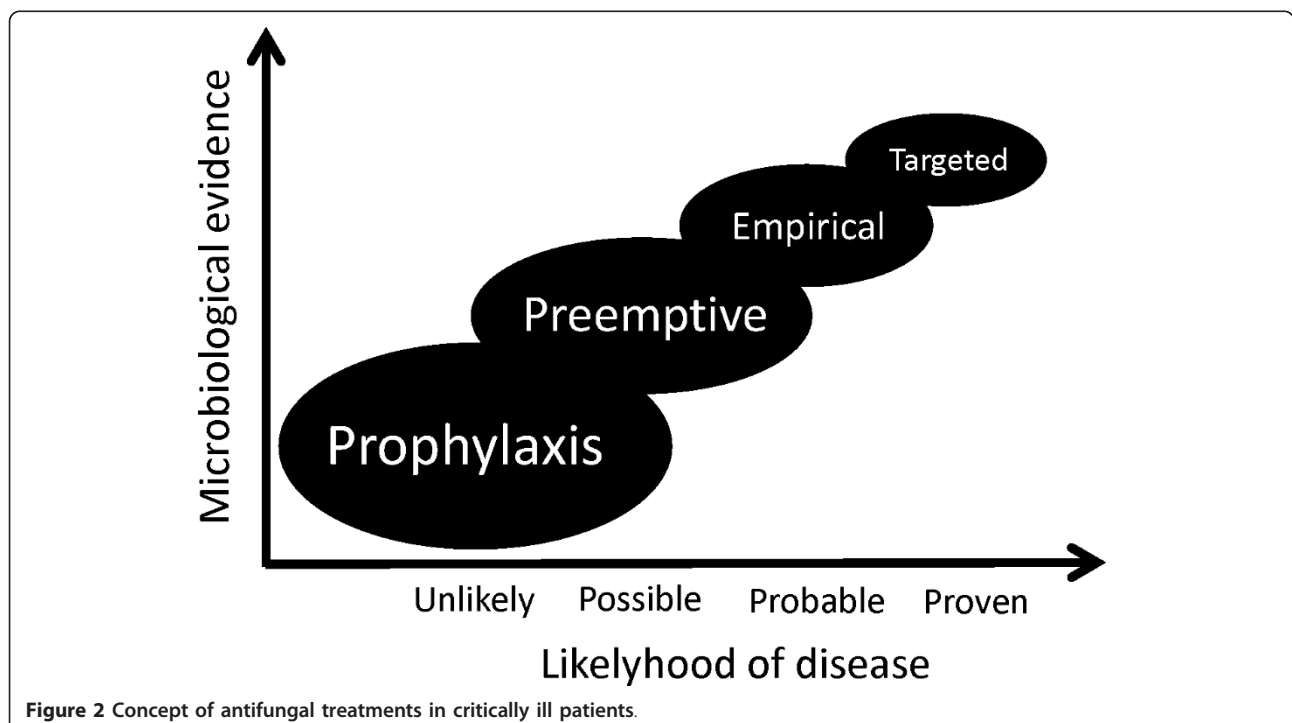 Microbiological evidence
Targeted
Empirical
Preemptive
Prophylaxis
Unlikely Possible Probable Proven
Likelyhood of disease
Figure 2 Concept of antifungal treatments in critically ill patients.